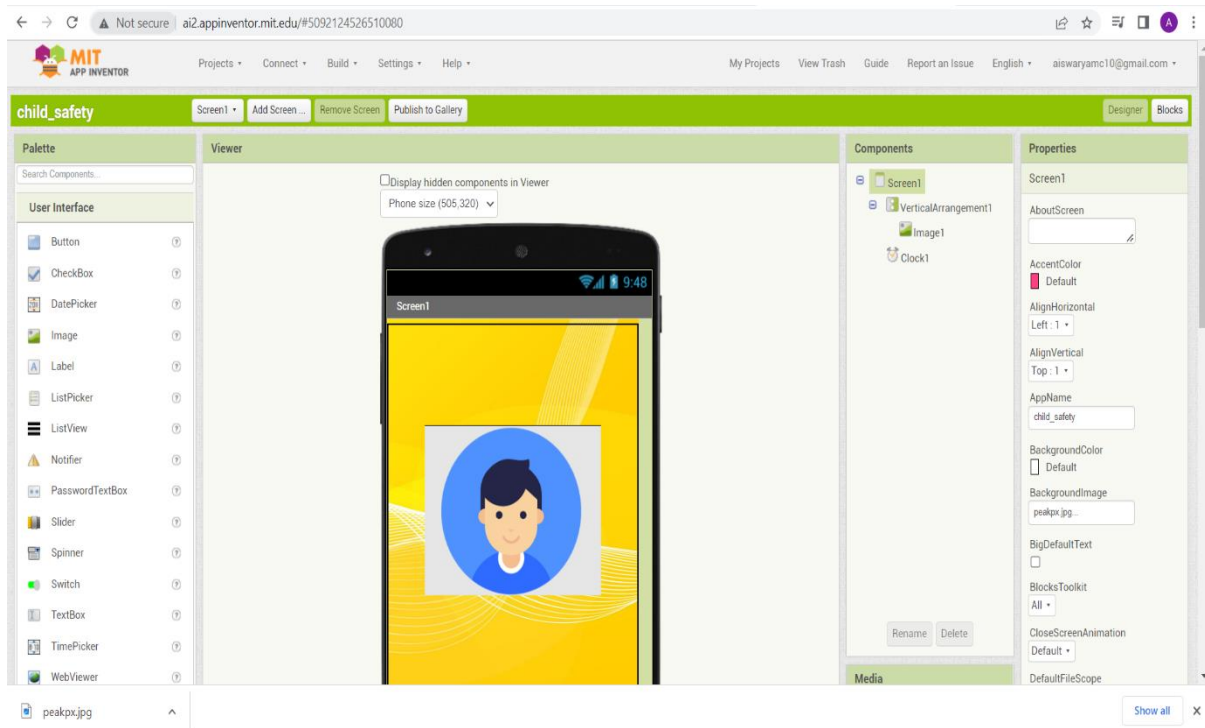 Not secure ai2.appinventor.mit.edu/#5092124526510080 A
MIT
APP INVENTOR
Projects Connect Build Settings Help My Projects View Trash Guide Report an Issue English aiswaryamc10@gmail.com
child_safety Screen1 Add Screen ... Remove Screen Publish to Gallery Designer Blocks
Palette
Search Components...
User Interface
Button
CheckBox
DatePicker
Image
Label
ListPicker
ListView
Notifier
PasswordTextBox
Slider
Spinner
Switch
TextBox
TimePicker
WebViewer
Viewer
Display hidden components in Viewer
Phone size (505,320)
9:48
Screen1
Components
Screen1
VerticalArrangement1
Image1
Clock1
Rename Delete
Media
Properties
Screen1
AboutScreen
AccentColor
Default
AlignHorizontal
Left : 1
AlignVertical
Top : 1
AppName
child_safety
BackgroundColor
Default
BackgroundImage
peakpx.jpg...
BigDefaultText
BlocksToolkit
All
CloseScreenAnimation
Default
DefaultFileScope
peakpx.jpg Show all X